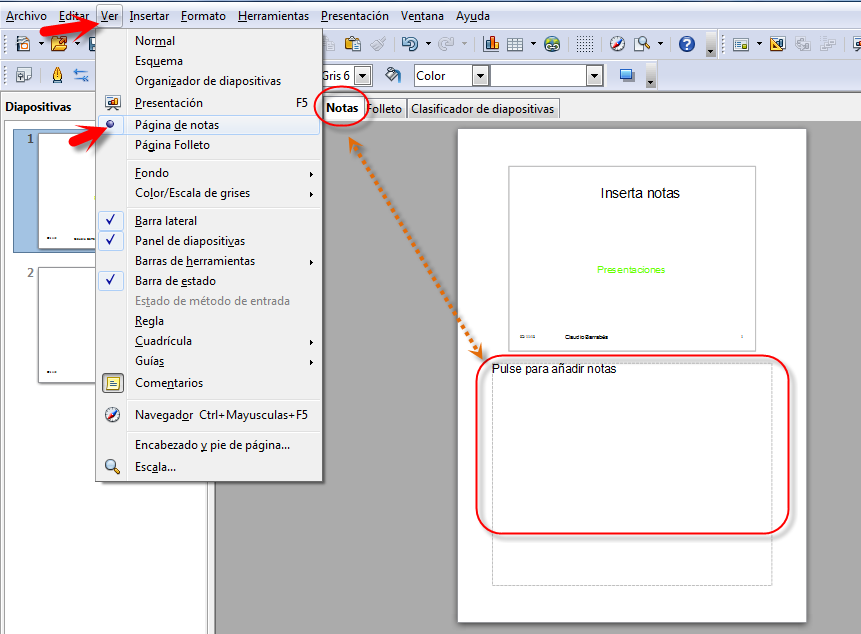 Archivo Editar Ver Insertar Formato Herramientas Presentación Ventana Ayuda
Gris 6 Color
Diapositivas
Notas Folleto Clasificador de diapositivas
Normal
Esquema
Organizador de diapositivas
Presentación F5
Página de notas
Página Folleto
Fondo
Color/Escala de grises
Barra lateral
Panel de diapositivas
Barras de herramientas
Barra de estado
Estado de método de entrada
Regla
Cuadrícula
Guías
Comentarios
Navegador Ctrl+Mayusculas+F5
Encabezado y pie de página...
Escala...
1
2
Inserta notas
Presentaciones
Claudio Barrabés
Pulse para añadir notas